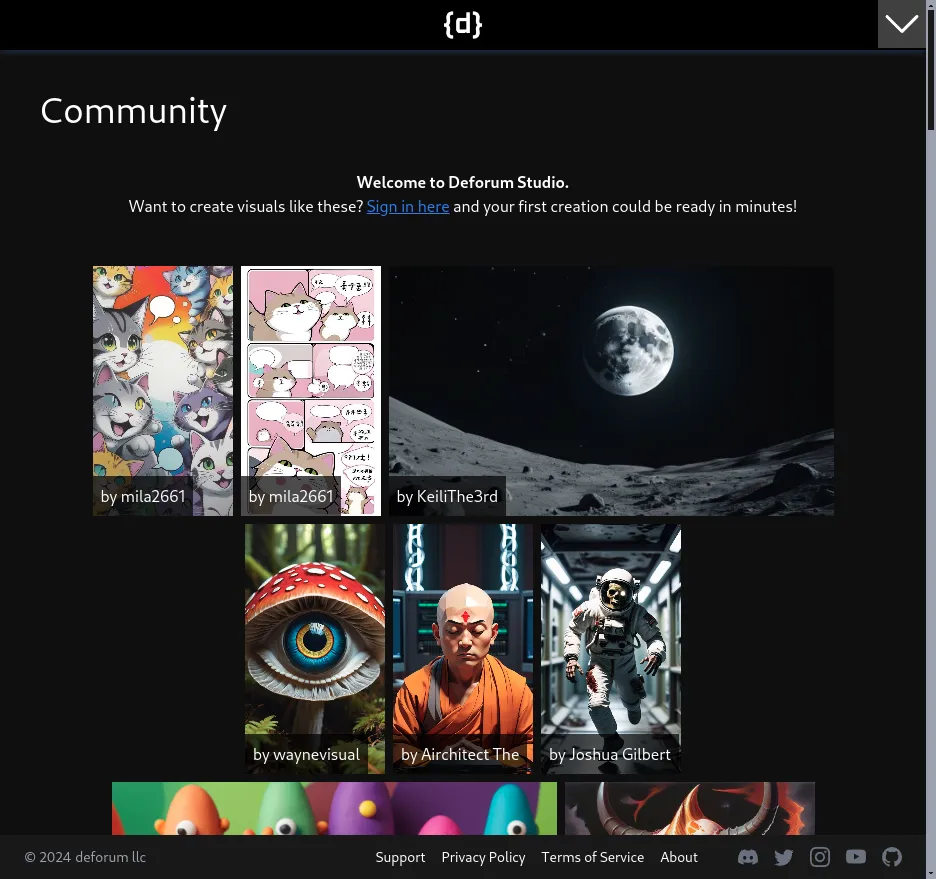 {d}
Community
Welcome to Deforum Studio.
Want to create visuals like these? Sign in here and your first creation could be ready in minutes!
by mila2661
by mila2661
by KeiliThe3rd
by waynevisual
by Airchitect The
by Joshua Gilbert
© 2024 deforum llc
Support
Privacy Policy
Terms of Service
About